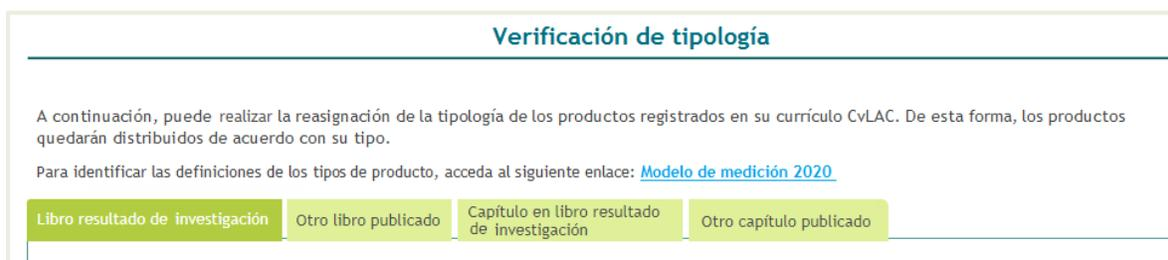 Verificación de tipología
A continuación, puede realizar la reasignación de la tipología de los productos registrados en su currículo CvLAC. De esta forma, los productos
quedarán distribuidos de acuerdo con su tipo.
Para identificar las definiciones de los tipos de producto, acceda al siguiente enlace: Modelo de medición 2020
Libro resultado de investigación
Otro libro publicado
Capítulo en libro resultado
de investigación
Otro capítulo publicado